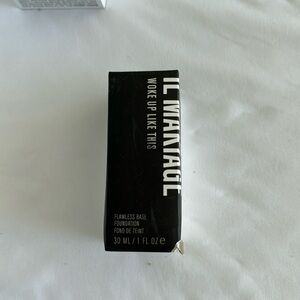 IL MAKIAGE
WOKE UP LIKE THIS
FLAWLESS BASE
FOUNDATION
FOND DE TEINT
30 ML / 1 FL OZ e